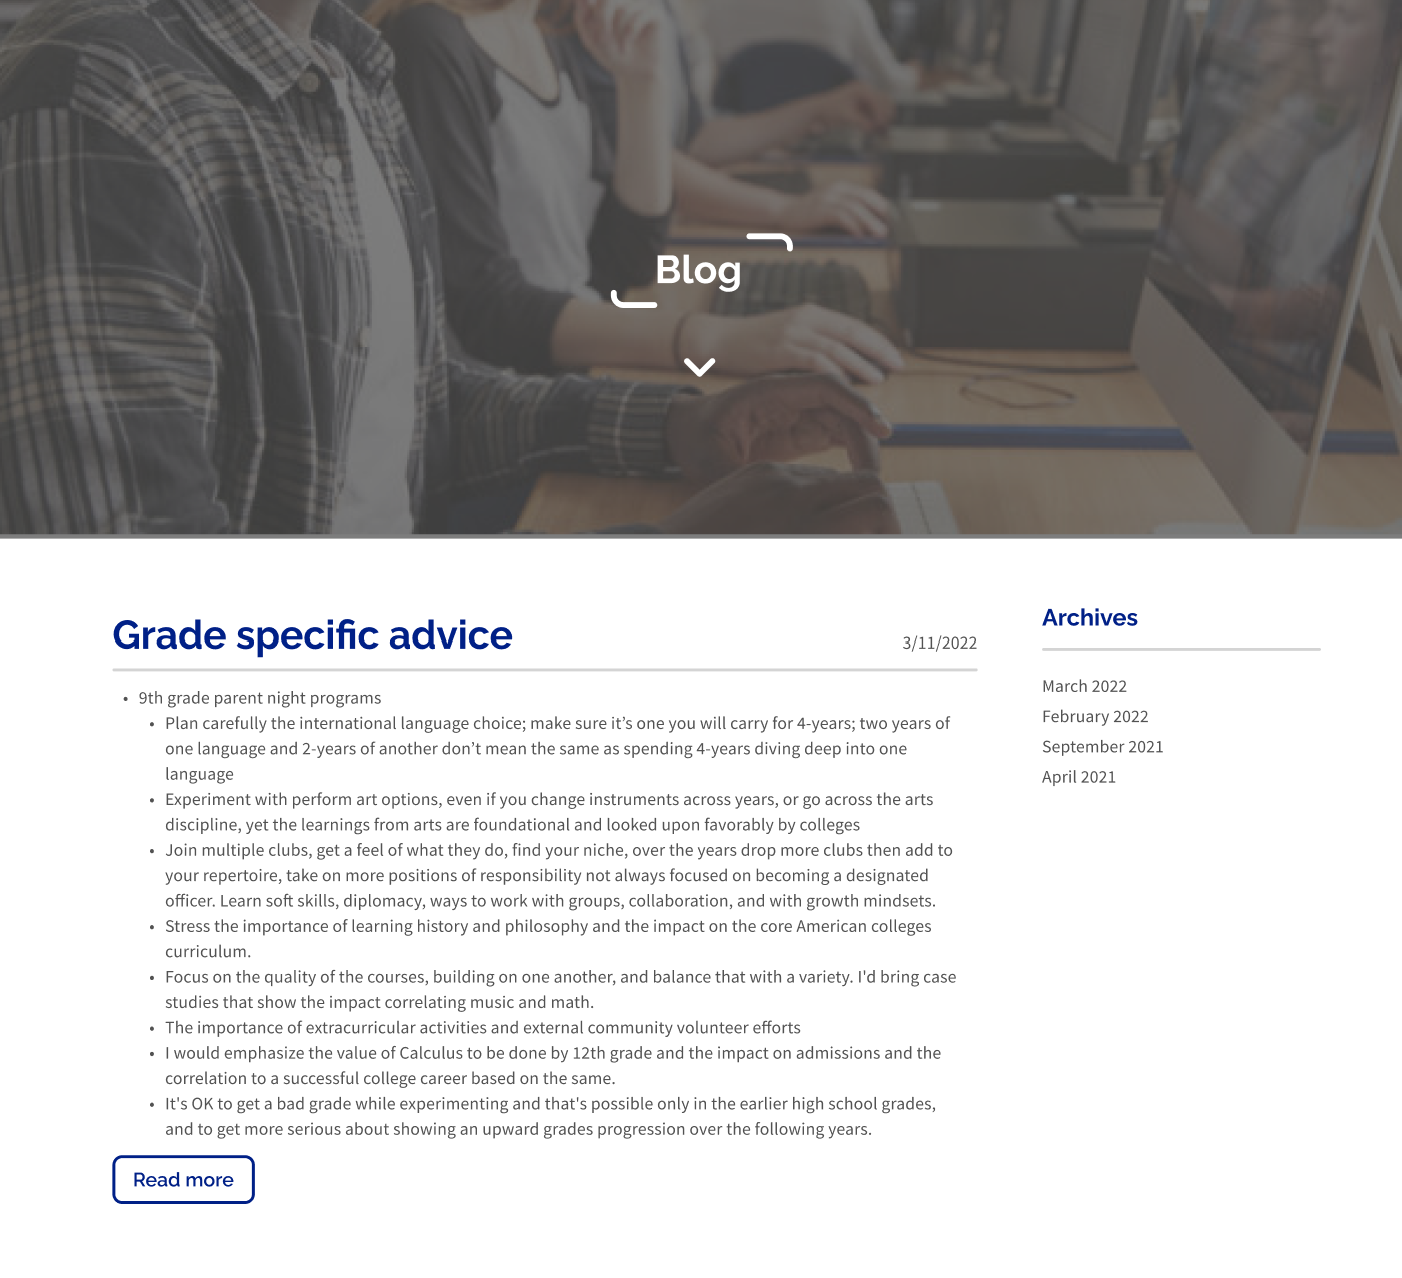 Blog
Grade specific advice
3/11/2022
• 9th grade parent night programs
• Plan carefully the international language choice; make sure it’s one you will carry for 4-years; two years of
one language and 2-years of another don’t mean the same as spending 4-years diving deep into one
language
• Experiment with perform art options, even if you change instruments across years, or go across the arts
discipline, yet the learnings from arts are foundational and looked upon favorably by colleges
• Join multiple clubs, get a feel of what they do, find your niche, over the years drop more clubs then add to
your repertoire, take on more positions of responsibility not always focused on becoming a designated
officer. Learn soft skills, diplomacy, ways to work with groups, collaboration, and with growth mindsets.
• Stress the importance of learning history and philosophy and the impact on the core American colleges
curriculum.
• Focus on the quality of the courses, building on one another, and balance that with a variety. I'd bring case
studies that show the impact correlating music and math.
• The importance of extracurricular activities and external community volunteer efforts
• I would emphasize the value of Calculus to be done by 12th grade and the impact on admissions and the
correlation to a successful college career based on the same.
• It's OK to get a bad grade while experimenting and that's possible only in the earlier high school grades,
and to get more serious about showing an upward grades progression over the following years.
Read more
Archives
March 2022
February 2022
September 2021
April 2021